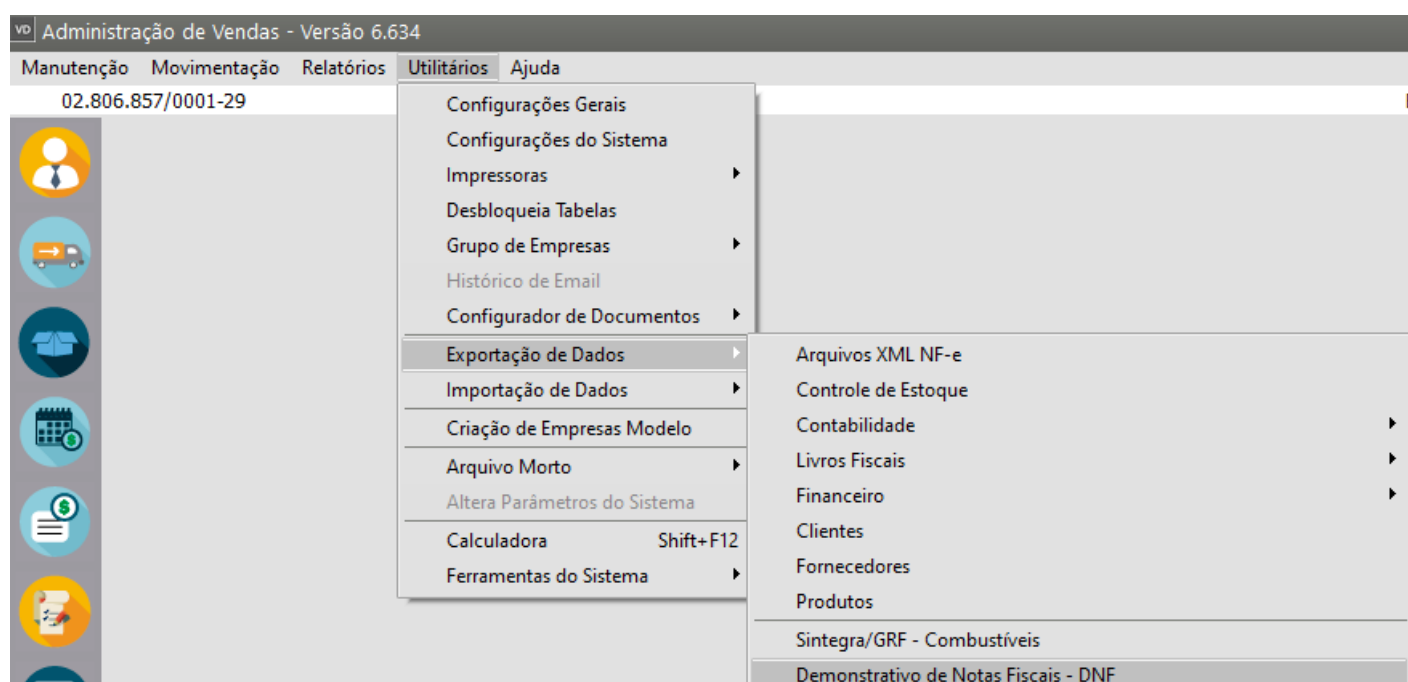 VD Administração de Vendas - Versão 6.634
Manutenção Movimentação Relatórios Utilitários Ajuda
02.806.857/0001-29
Configurações Gerais
Configurações do Sistema
Impressoras
Desbloqueia Tabelas
Grupo de Empresas
Histórico de Email
Configurador de Documentos
Exportação de Dados
Importação de Dados
Criação de Empresas Modelo
Arquivo Morto
Altera Parâmetros do Sistema
Calculadora Shift+F12
Ferramentas do Sistema
Arquivos XML NF-e
Controle de Estoque
Contabilidade
Livros Fiscais
Financeiro
Clientes
Fornecedores
Produtos
Sintegra/GRF - Combustíveis
Demonstrativo de Notas Fiscais - DNF